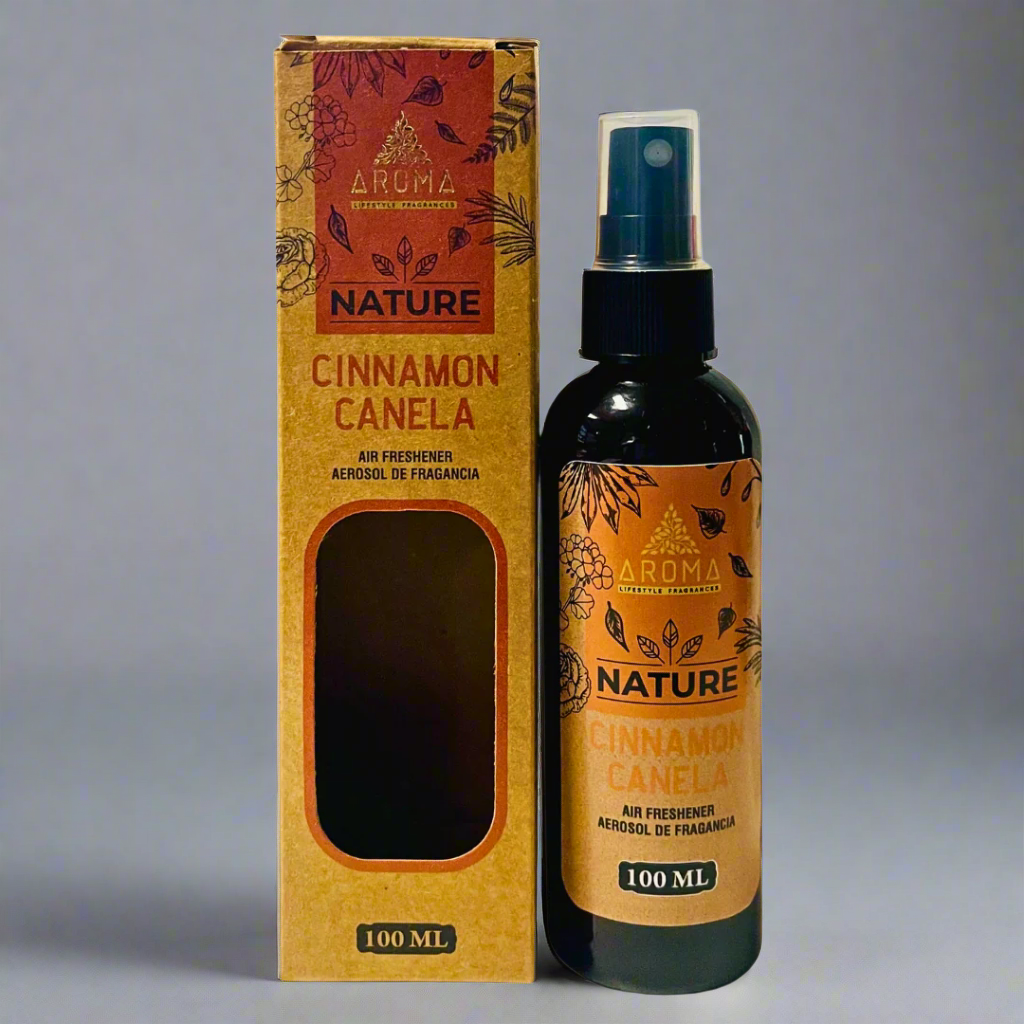 AROMA
LIFESTYLE FRAGRANCES
NATURE
CINNAMON
CANELA
AIR FRESHENER
AEROSOL DE FRAGANCIA
100 ML
AROMA
LIFESTYLE FRAGRANCES
NATURE
CINNAMON
CANELA
AIR FRESHENER
AEROSOL DE FRAGANCIA
100 ML